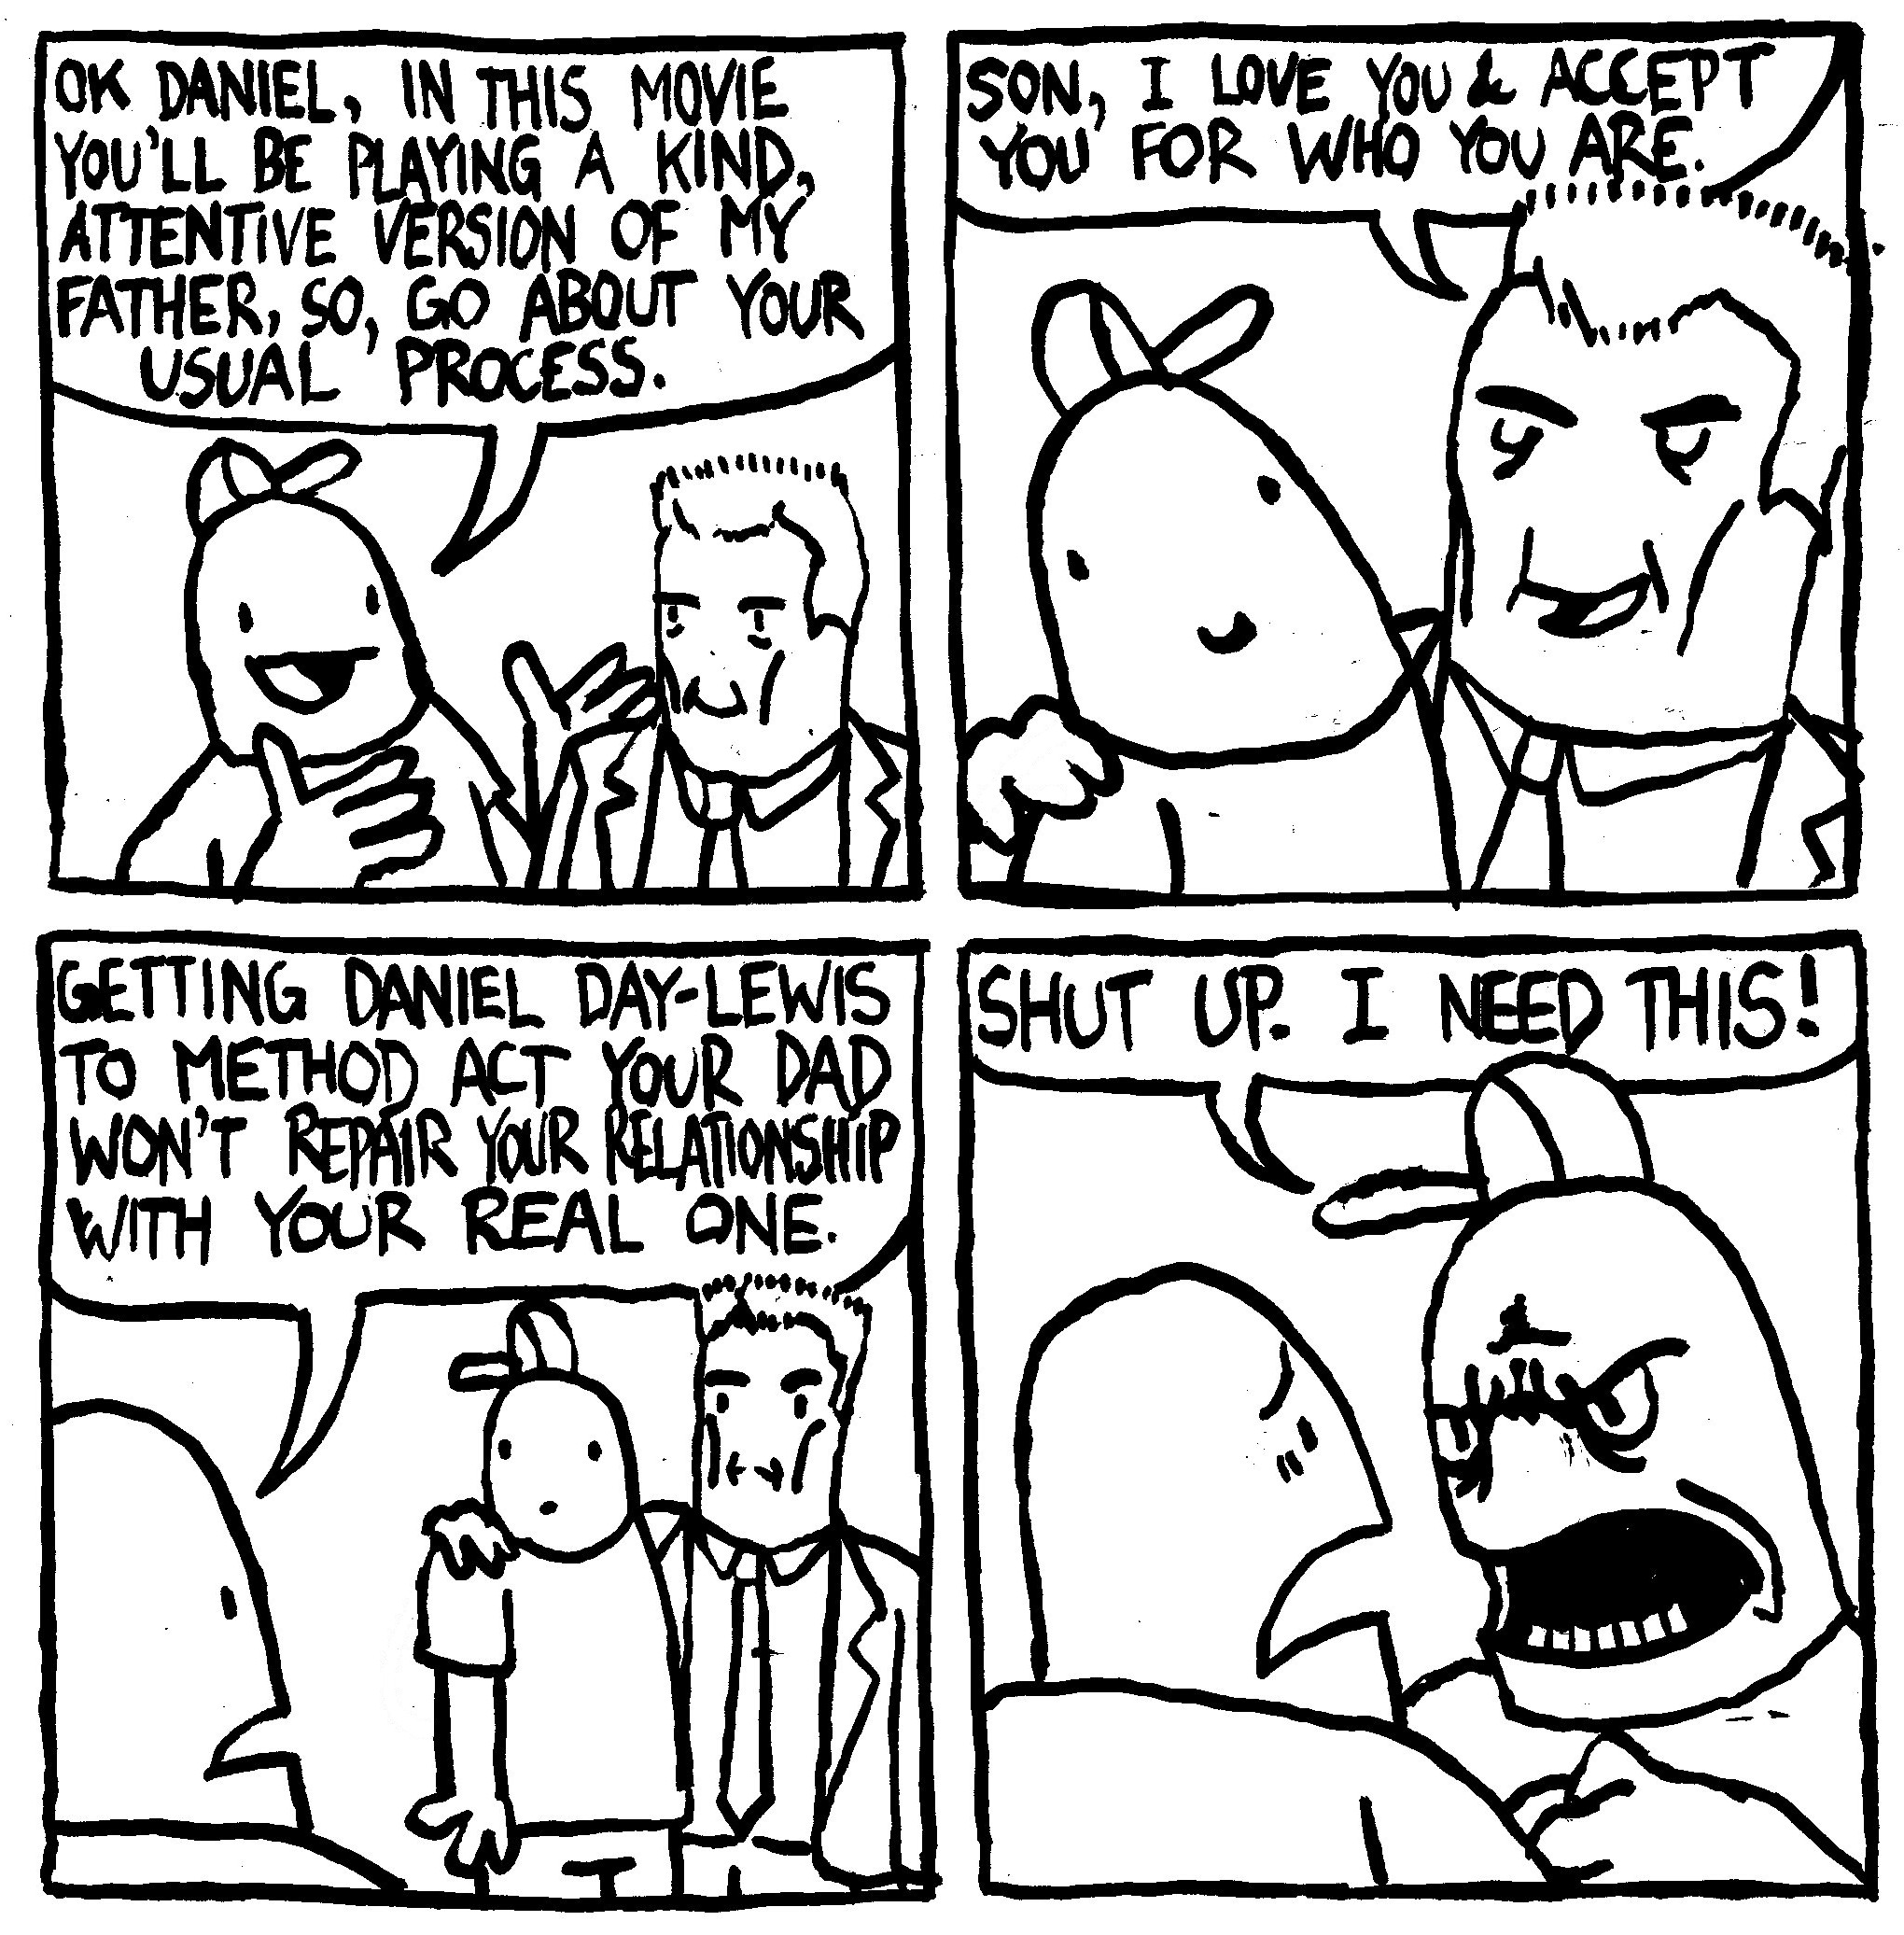 OK DANIEL, IN THIS MOVIE
YOU'LL BE PLAYING A KIND,
ATTENTIVE VERSION OF MY
FATHER, SO, GO ABOUT YOUR
USUAL PROCESS.
SON, I LOVE YOU & ACCEPT
YOU FOR WHO YOU ARE.
GETTING DANIEL DAY-LEWIS
TO METHOD ACT YOUR DAD
WON'T REPAIR YOUR RELATIONSHIP
WITH YOUR REAL ONE.
SHUT UP. I NEED THIS!